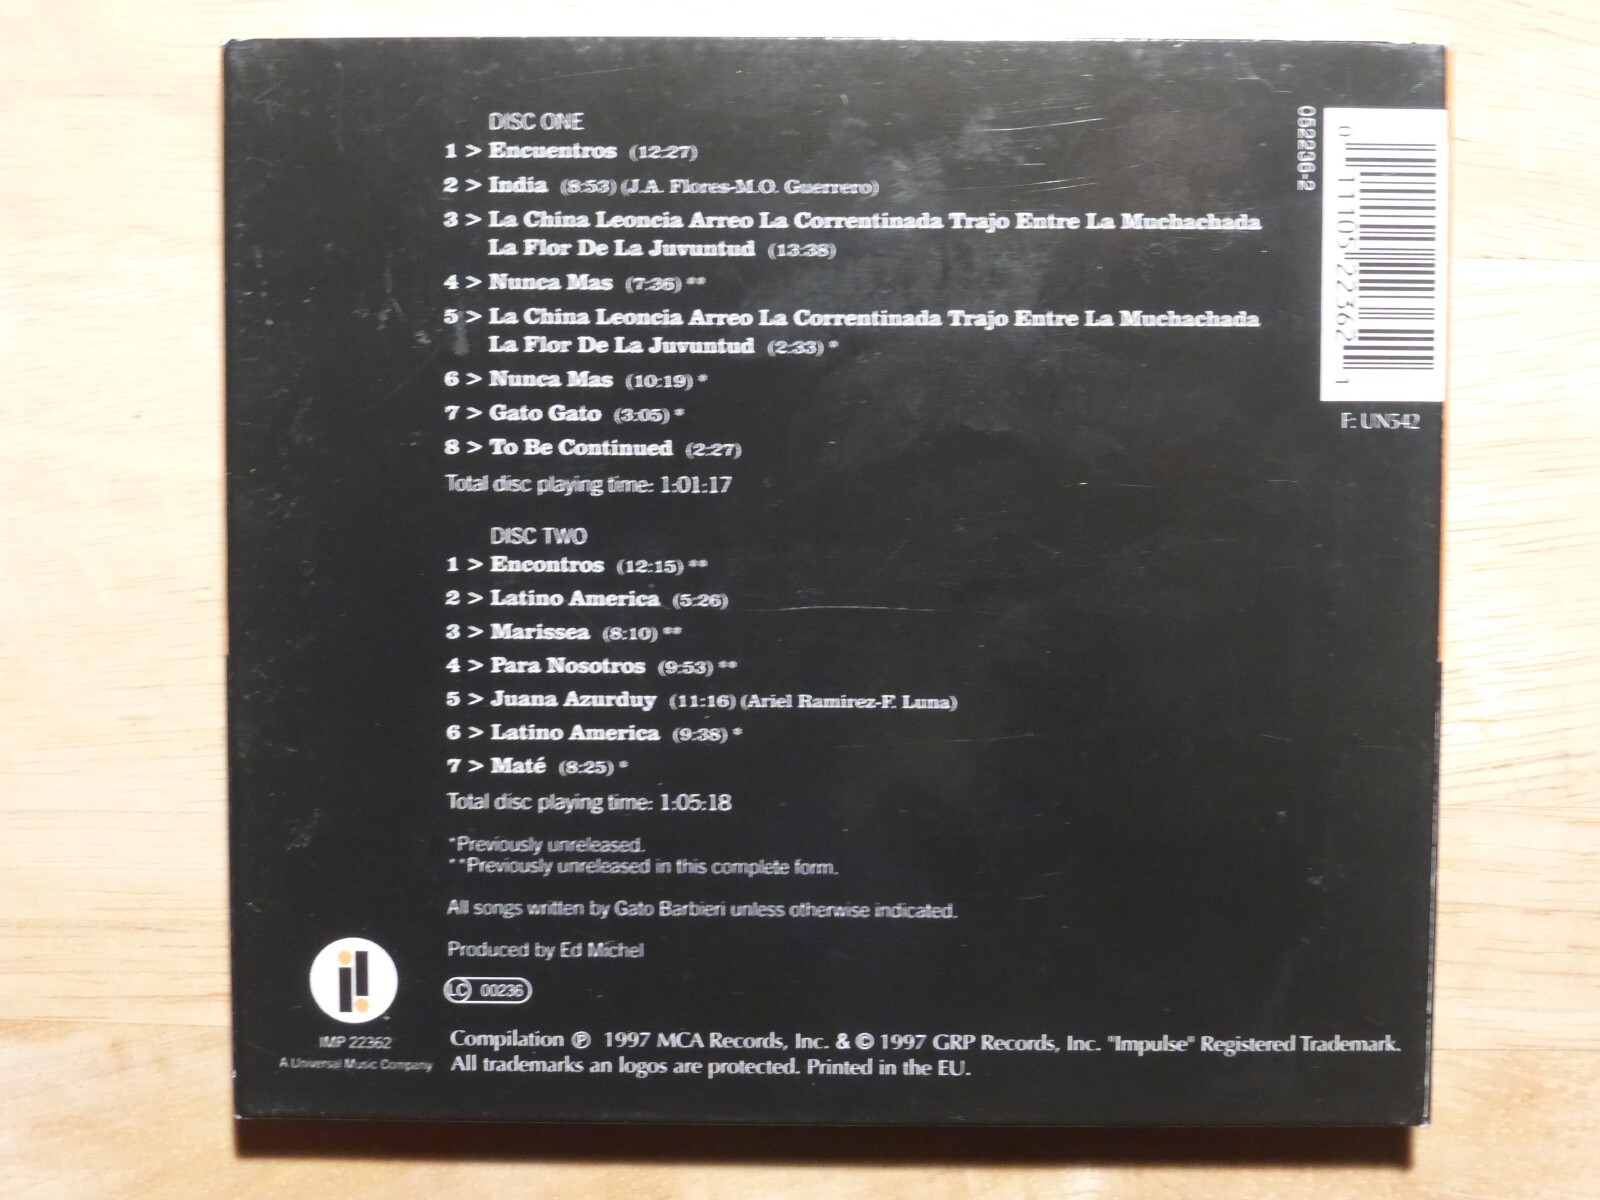 DISC ONE
1 > Encuentros (12:27)
2 > India (8:53) (J.A. Flores-M.O. Guerrero)
3 > La China Leoncia Arreo La Correntinada Trajo Entre La Muchachada
La Flor De La Juvuntud (13:38)
4 > Nunca Mas (7:36) **
5 > La China Leoncia Arreo La Correntinada Trajo Entre La Muchachada
La Flor De La Juvuntud (2:33) *
6 > Nunca Mas (10:19) *
7 > Gato Gato (3:05) *
8 > To Be Continued (2:27)
Total disc playing time: 1:01:17
DISC TWO
1 > Encontros (12:15) **
2 > Latino America (5:26)
3 > Marissea (8:10) **
4 > Para Nosotros (9:53) **
5 > Juana Azurduy (11:16) (Ariel Ramirez-F. Luna)
6 > Latino America (9:38) *
7 > Maté (8:25) *
Total disc playing time: 1:05:18
*Previously unreleased.
**Previously unreleased in this complete form.
All songs written by Gato Barbieri unless otherwise indicated.
Produced by Ed Michel
LC 00236
Compilation ℗ 1997 MCA Records, Inc. & © 1997 GRP Records, Inc. "Impulse" Registered Trademark.
All trademarks an logos are protected. Printed in the EU.
IMP 22362
A Universal Music Company
052236-2
0 11105 22362 1
F: UN542